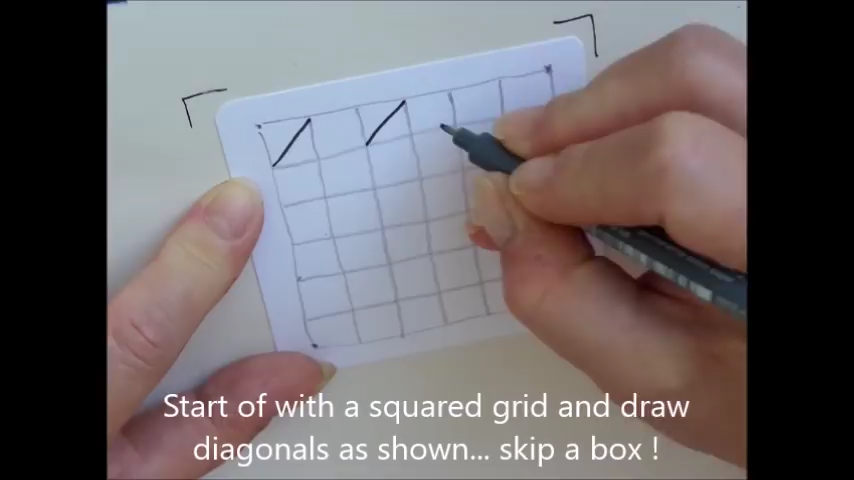 Start of with a squared grid and draw
diagonals as shown... skip a box !